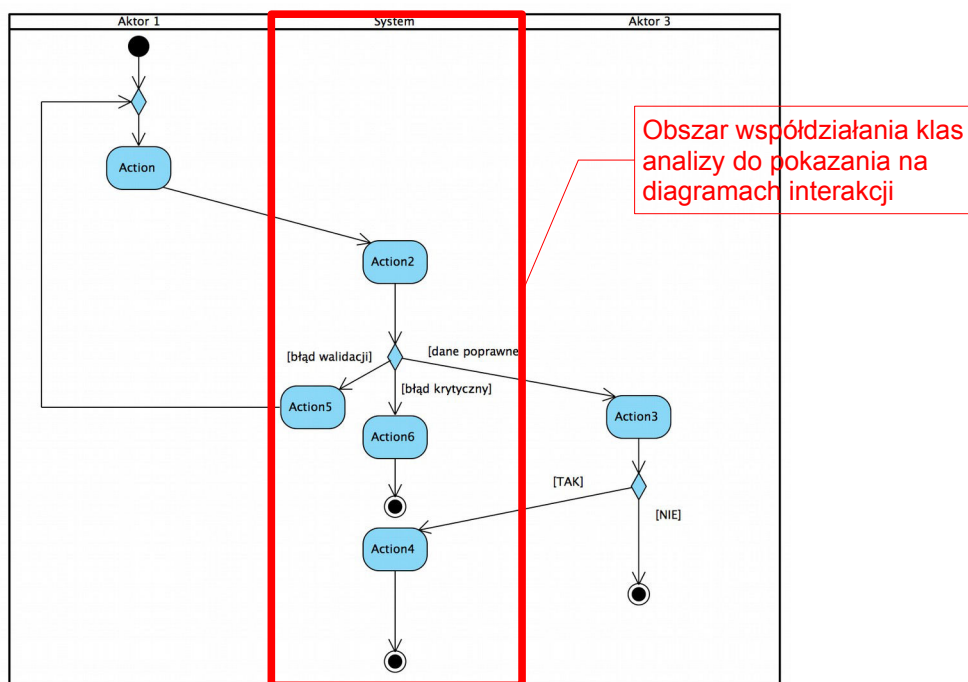 Aktor 1
System
Aktor 3
Obszar współdziałania klas
analizy do pokazania na
diagramach interakcji
Action
Action2
[błąd walidacji]
[dane poprawne
[błąd krytyczny]
Action5
Action3
Action6
[TAK]
[NIE]
Action4